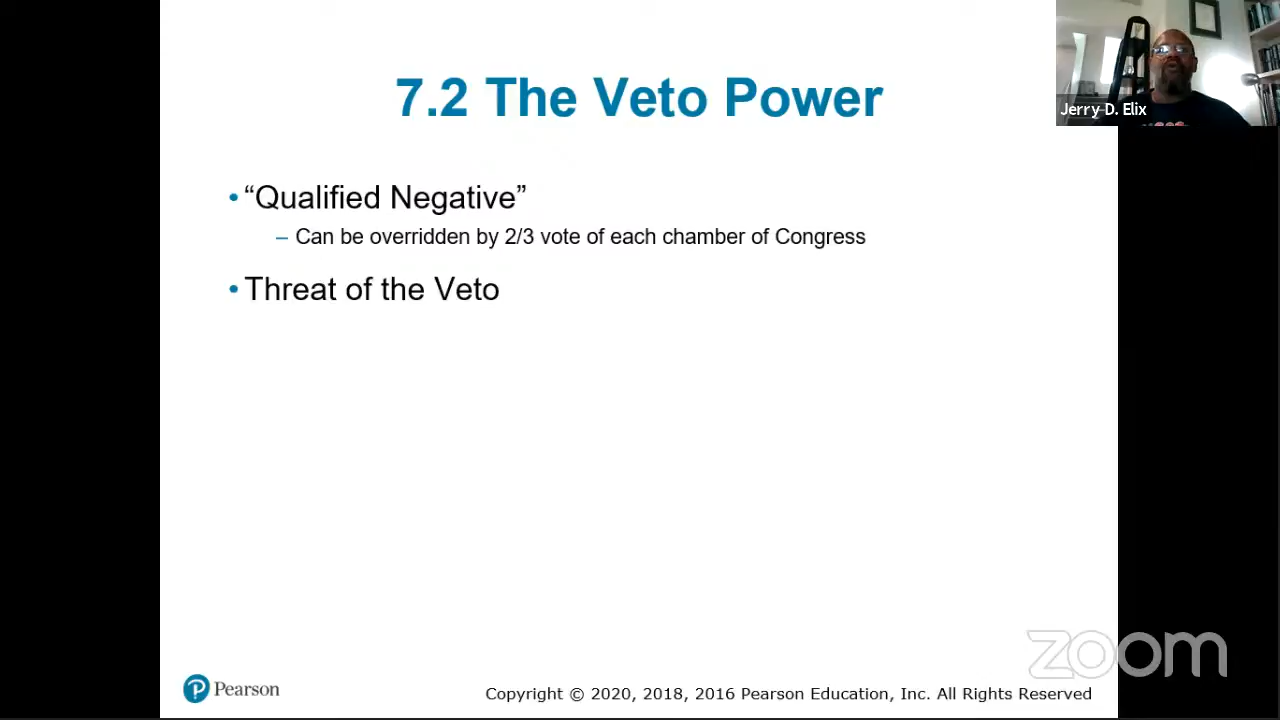 7.2 The Veto Power
Jerry D. Elix
• “Qualified Negative”
– Can be overridden by 2/3 vote of each chamber of Congress
• Threat of the Veto
zoom
Pearson
Copyright © 2020, 2018, 2016 Pearson Education, Inc. All Rights Reserved